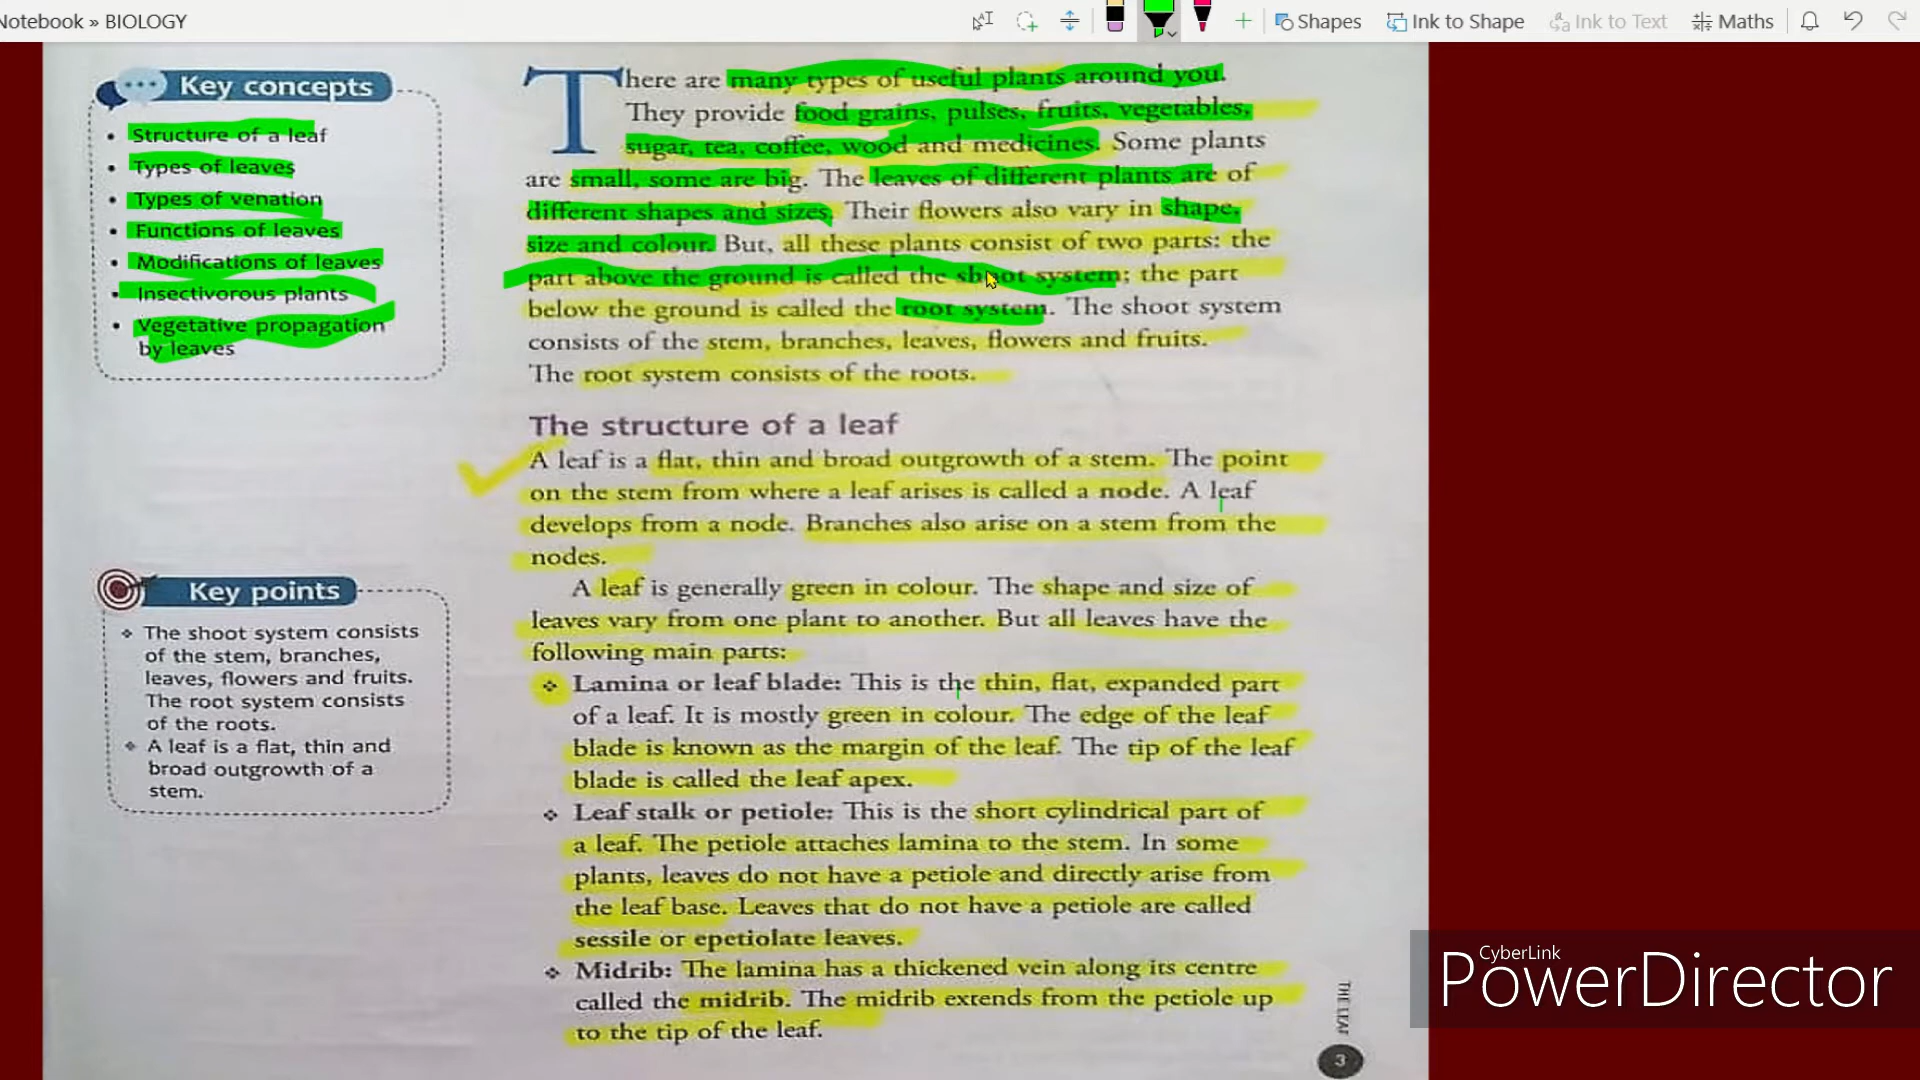 Notebook » BIOLOGY
Shapes
Ink to Shape
Ink to Text
Maths
Key concepts
• Structure of a leaf
• Types of leaves
• Types of venation
• Functions of leaves
• Modifications of leaves
• Insectivorous plants
• Vegetative propagation
by leaves
There are many types of useful plants around you.
They provide food grains, pulses, fruits, vegetables,
sugar, tea, coffee, wood and medicines. Some plants
are small, some are big. The leaves of different plants are of
different shapes and sizes. Their flowers also vary in shape,
size and colour. But, all these plants consist of two parts: the
part above the ground is called the shoot system; the part
below the ground is called the root system. The shoot system
consists of the stem, branches, leaves, flowers and fruits.
The root system consists of the roots.
The structure of a leaf
A leaf is a flat, thin and broad outgrowth of a stem. The point
on the stem from where a leaf arises is called a node. A leaf
develops from a node. Branches also arise on a stem from the
nodes.
A leaf is generally green in colour. The shape and size of
leaves vary from one plant to another. But all leaves have the
following main parts:
❖ Lamina or leaf blade: This is the thin, flat, expanded part
of a leaf. It is mostly green in colour. The edge of the leaf
blade is known as the margin of the leaf. The tip of the leaf
blade is called the leaf apex.
❖ Leaf stalk or petiole: This is the short cylindrical part of
a leaf. The petiole attaches lamina to the stem. In some
plants, leaves do not have a petiole and directly arise from
the leaf base. Leaves that do not have a petiole are called
sessile or epetiolate leaves.
❖ Midrib: The lamina has a thickened vein along its centre
called the midrib. The midrib extends from the petiole up
to the tip of the leaf.
Key points
❖ The shoot system consists
of the stem, branches,
leaves, flowers and fruits.
The root system consists
of the roots.
❖ A leaf is a flat, thin and
broad outgrowth of a
stem.
THE LEAF
3
CyberLink
PowerDirector